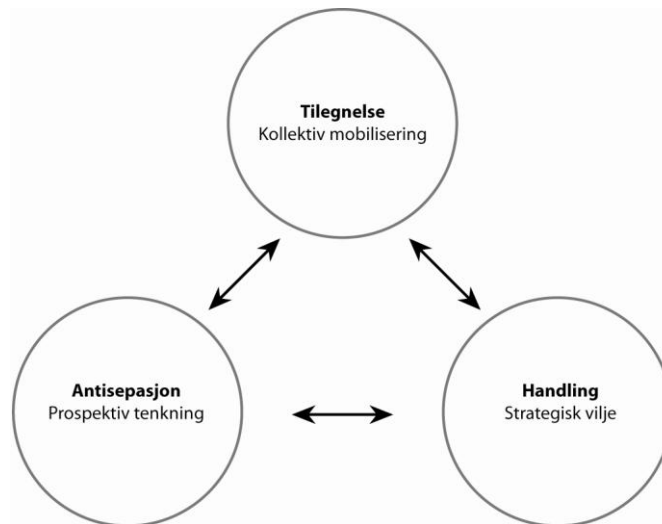 Tilegnelse
Kollektiv mobilisering
Antisepasjon
Prospektiv tenkning
Handling
Strategisk vilje